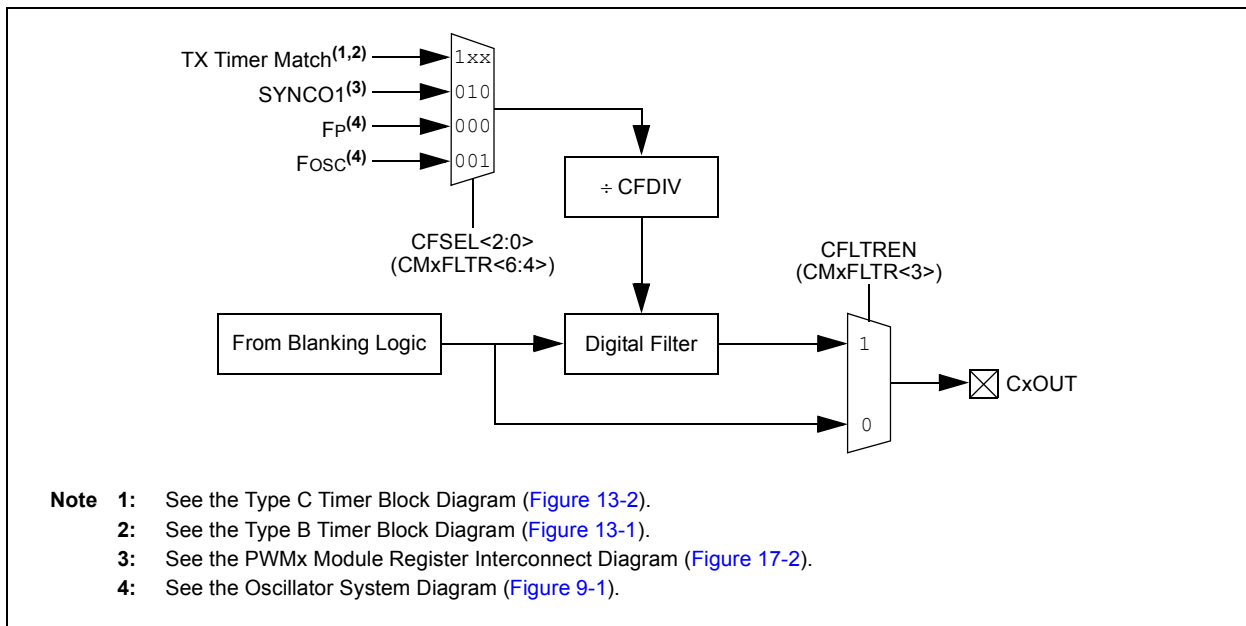 TX Timer Match(1,2)
SYNCO1(3)
FP(4)
FOSC(4)
1xx
010
000
001
÷ CFDIV
CFSEL<2:0>
(CMxFLTR<6:4>)
CFLTREN
(CMxFLTR<3>)
From Blanking Logic
Digital Filter
1
0
CxOUT
Note 1: See the Type C Timer Block Diagram (Figure 13-2).
2: See the Type B Timer Block Diagram (Figure 13-1).
3: See the PWMx Module Register Interconnect Diagram (Figure 17-2).
4: See the Oscillator System Diagram (Figure 9-1).